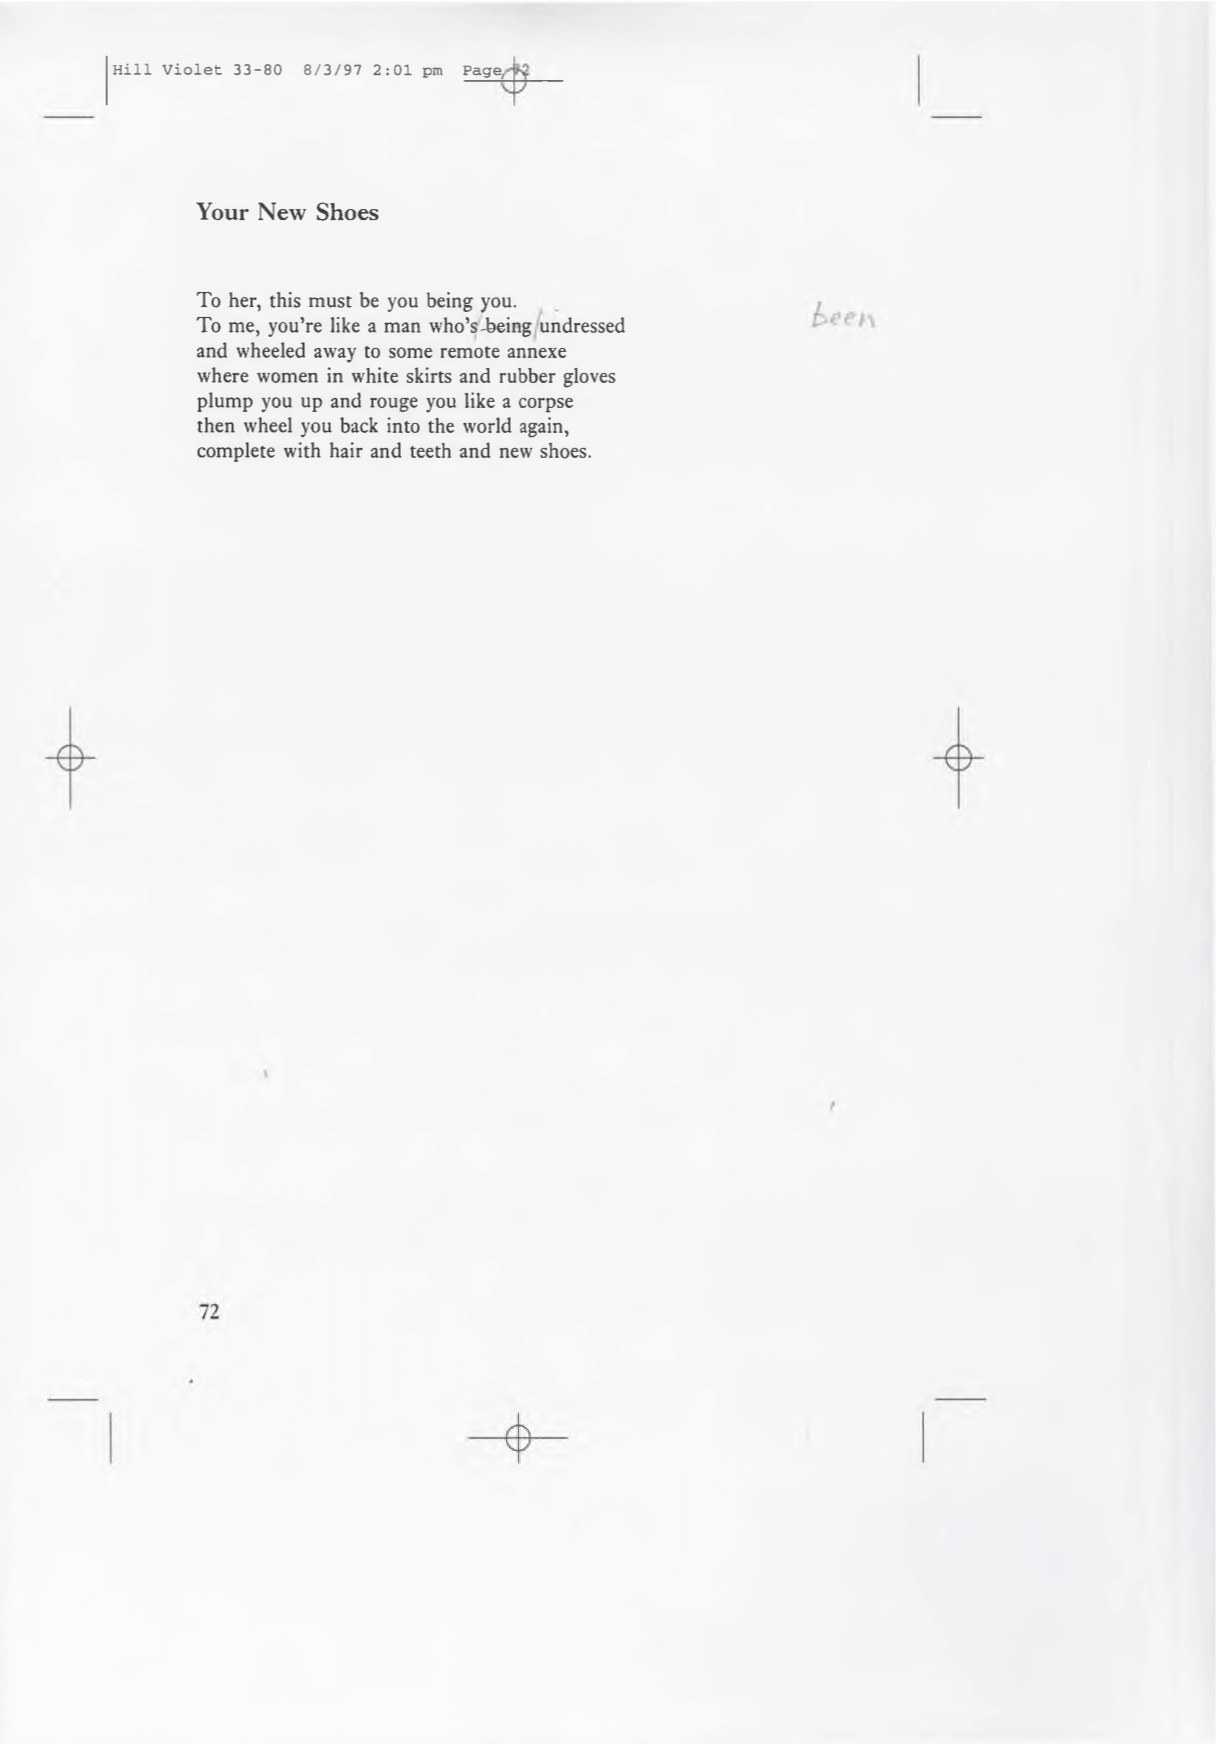 Hill Violet 33-80 8/3/97 2:01 pm Page 72
Your New Shoes
To her, this must be you being you.
To me, you're like a man who's being undressed
been
and wheeled away to some remote annexe
where women in white skirts and rubber gloves
plump you up and rouge you like a corpse
then wheel you back into the world again,
complete with hair and teeth and new shoes.
72